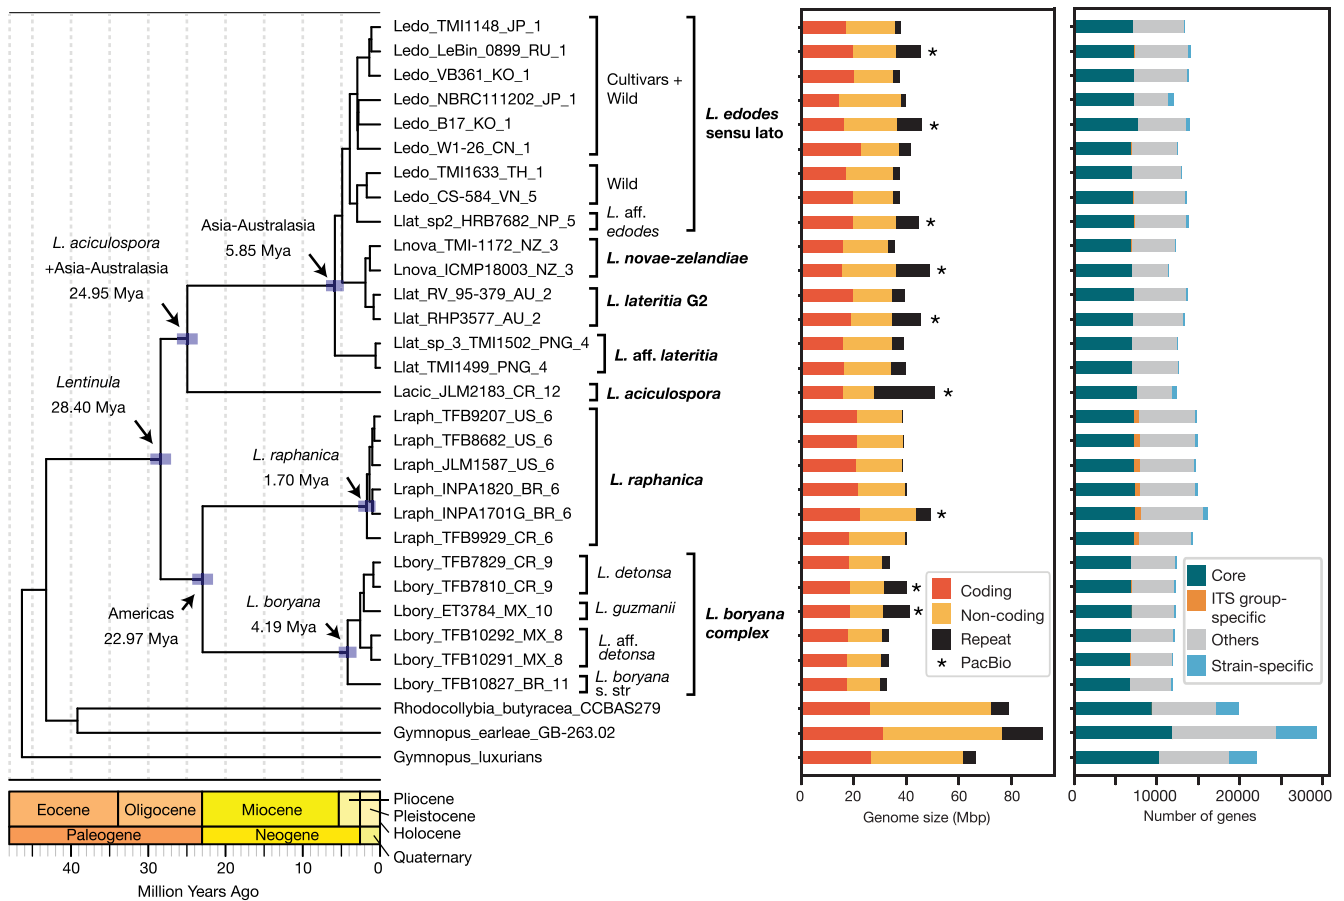 Ledo_TMI1148_JP_1
Ledo_LeBin_0899_RU_1
Ledo_VB361_KO_1
Ledo_NBRC111202_JP_1
Ledo_B17_KO_1
Ledo_W1-26_CN_1
Ledo_TMI1633_TH_1
Ledo_CS-584_VN_5
Llat_sp2_HRB7682_NP_5
Lnova_TMI-1172_NZ_3
Lnova_ICMP18003_NZ_3
Llat_RV_95-379_AU_2
Llat_RHP3577_AU_2
Llat_sp_3_TMI1502_PNG_4
Llat_TMI1499_PNG_4
Lacic_JLM2183_CR_12
Lraph_TFB9207_US_6
Lraph_TFB8682_US_6
Lraph_JLM1587_US_6
Lraph_INPA1820_BR_6
Lraph_INPA1701G_BR_6
Lraph_TFB9929_CR_6
Lbory_TFB7829_CR_9
Lbory_TFB7810_CR_9
Lbory_ET3784_MX_10
Lbory_TFB10292_MX_8
Lbory_TFB10291_MX_8
Lbory_TFB10827_BR_11
Rhodocollybia_butyracea_CCBAS279
Gymnopus_earleae_GB-263.02
Gymnopus_luxurians
Cultivars +
Wild
Wild
L. aff.
edodes
L. edodes
sensu lato
L. novae-zelandiae
L. lateritia G2
L. aff. lateritia
L. aciculospora
L. raphanica
L. detonsa
L. guzmanii
L. aff.
detonsa
L. boryana
s. str
L. boryana
complex
Asia-Australasia
5.85 Mya
L. aciculospora
+Asia-Australasia
24.95 Mya
Lentinula
28.40 Mya
L. raphanica
1.70 Mya
Americas
22.97 Mya
L. boryana
4.19 Mya
Eocene
Oligocene
Miocene
Pliocene
Pleistocene
Holocene
Paleogene
Neogene
Quaternary
40 30 20 10 0
Million Years Ago
*
*
*
*
*
*
*
*
*
Coding
Non-coding
Repeat
* PacBio
0 20 40 60 80
Genome size (Mbp)
Core
ITS group-
specific
Others
Strain-specific
0 10000 20000 30000
Number of genes